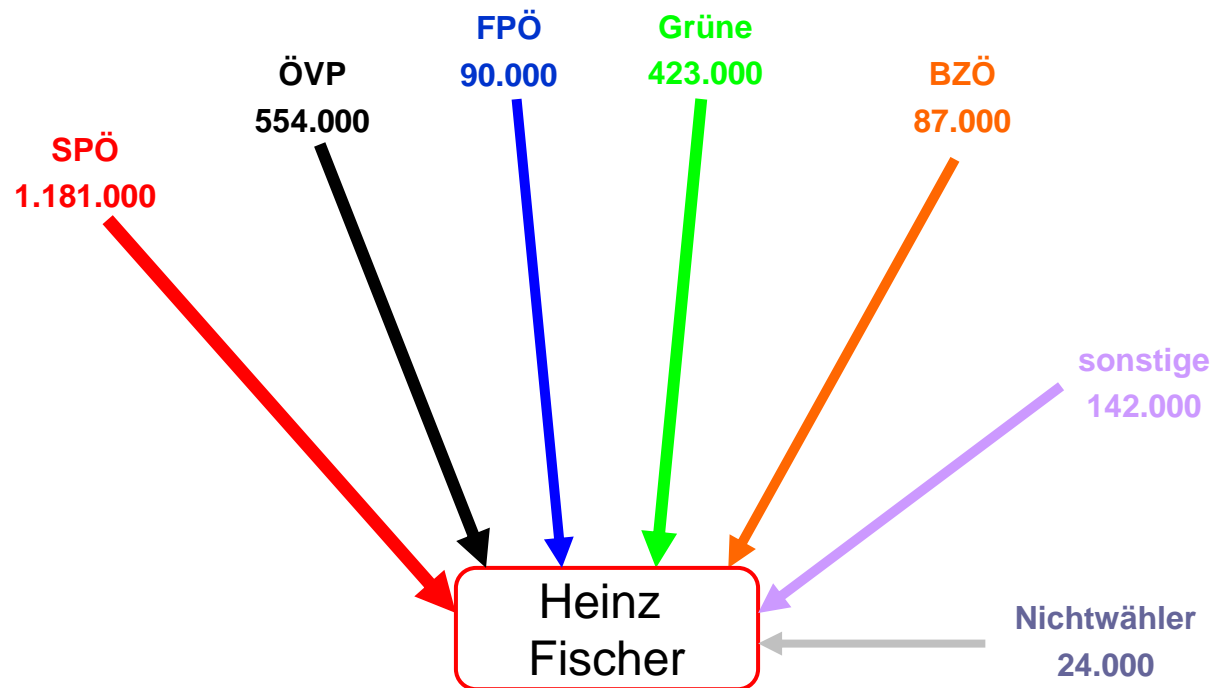 SPÖ
1.181.000
ÖVP
554.000
FPÖ
90.000
Grüne
423.000
BZÖ
87.000
sonstige
142.000
Nichtwähler
24.000
Heinz
Fischer